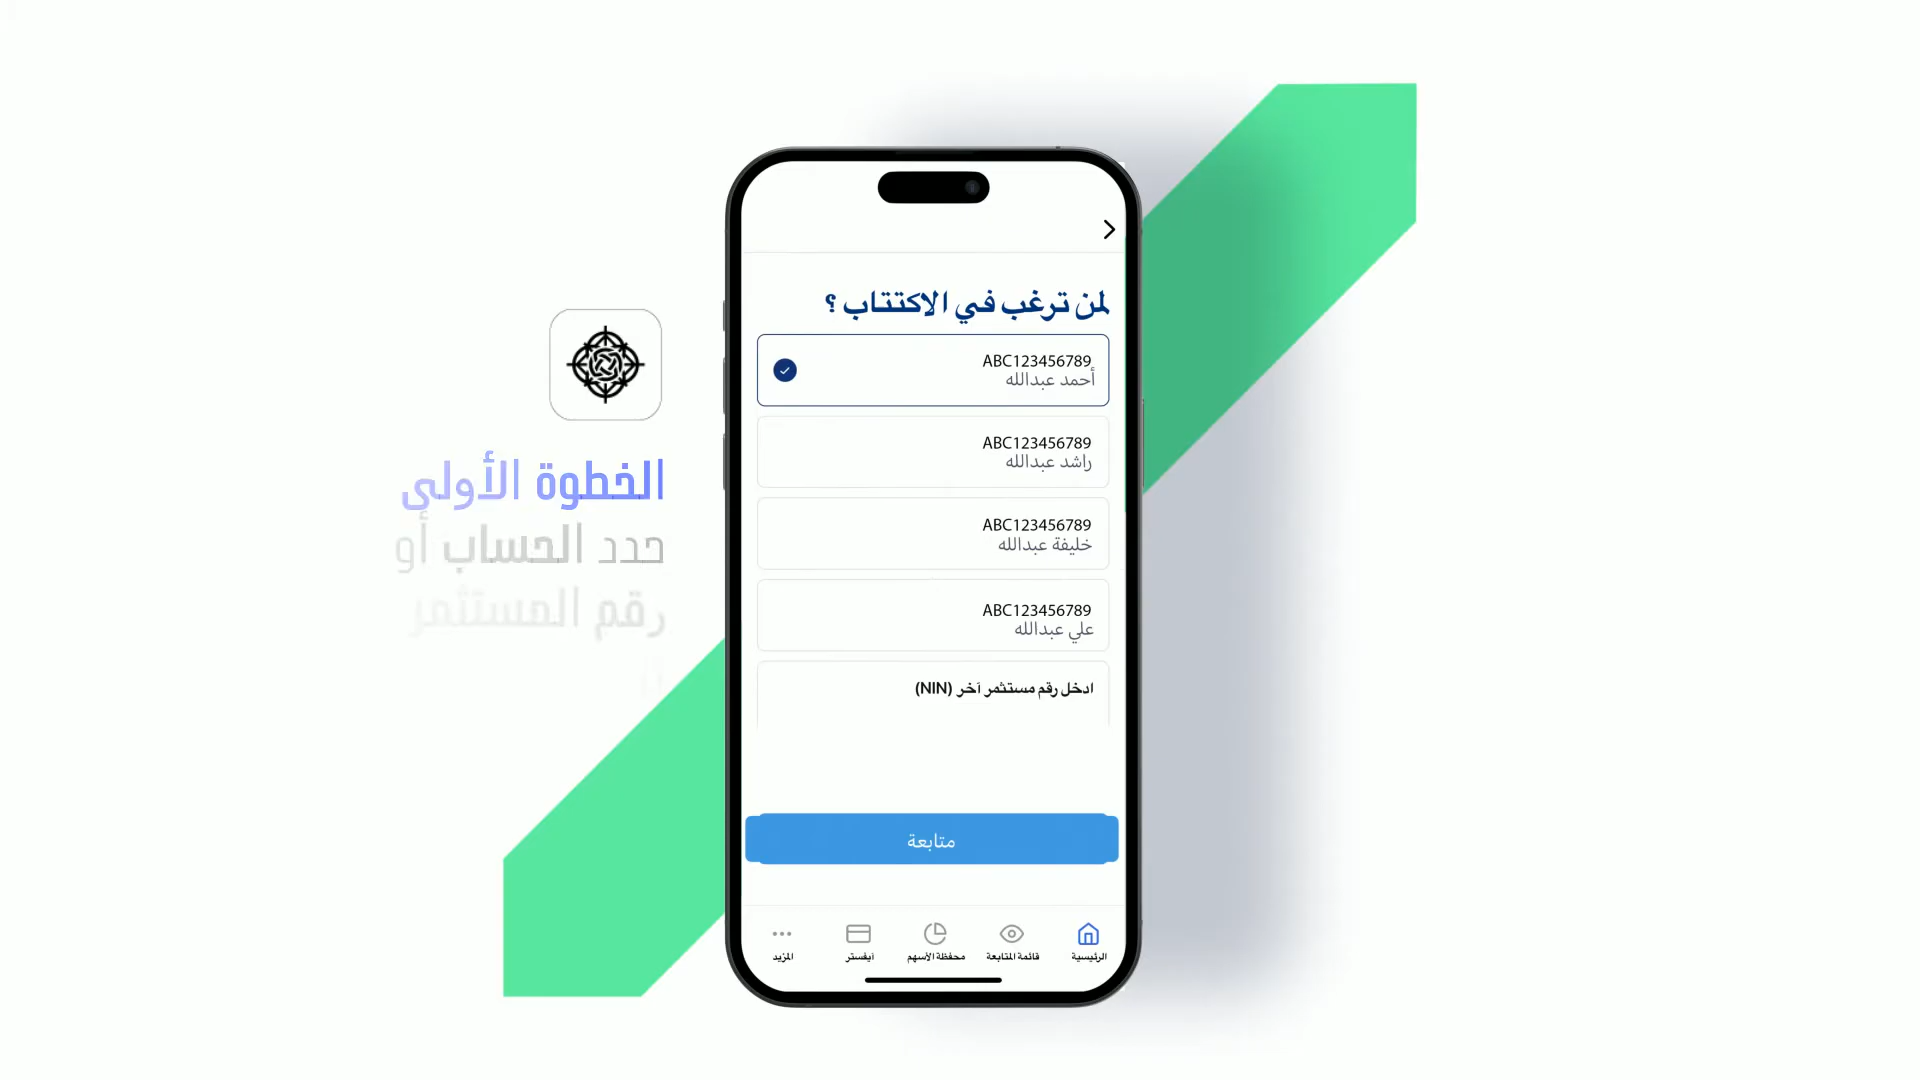 لمن ترغب في الاكتتاب ؟
ABC123456789
أحمد عبدالله
ABC123456789
راشد عبدالله
ABC123456789
خليفة عبدالله
ABC123456789
علي عبدالله
ادخل رقم مستثمر آخر (NIN)
متابعة
الرئيسية
قائمة المتابعة
محفظة الأسهم
أيفستر
المزيد
الخطوة الأولى
حدد الحساب أو
رقم المستثمر